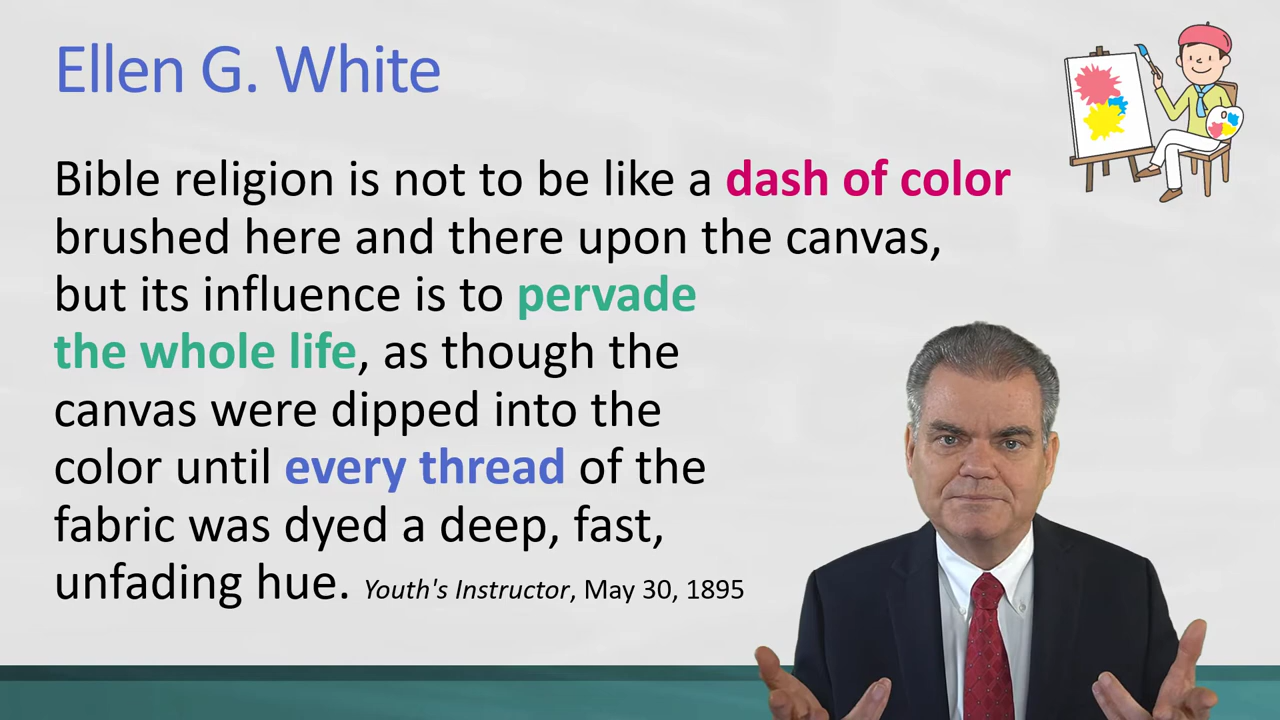 Ellen G. White
Bible religion is not to be like a dash of color
brushed here and there upon the canvas,
but its influence is to pervade
the whole life, as though the
canvas were dipped into the
color until every thread of the
fabric was dyed a deep, fast,
unfading hue. Youth's Instructor, May 30, 1895